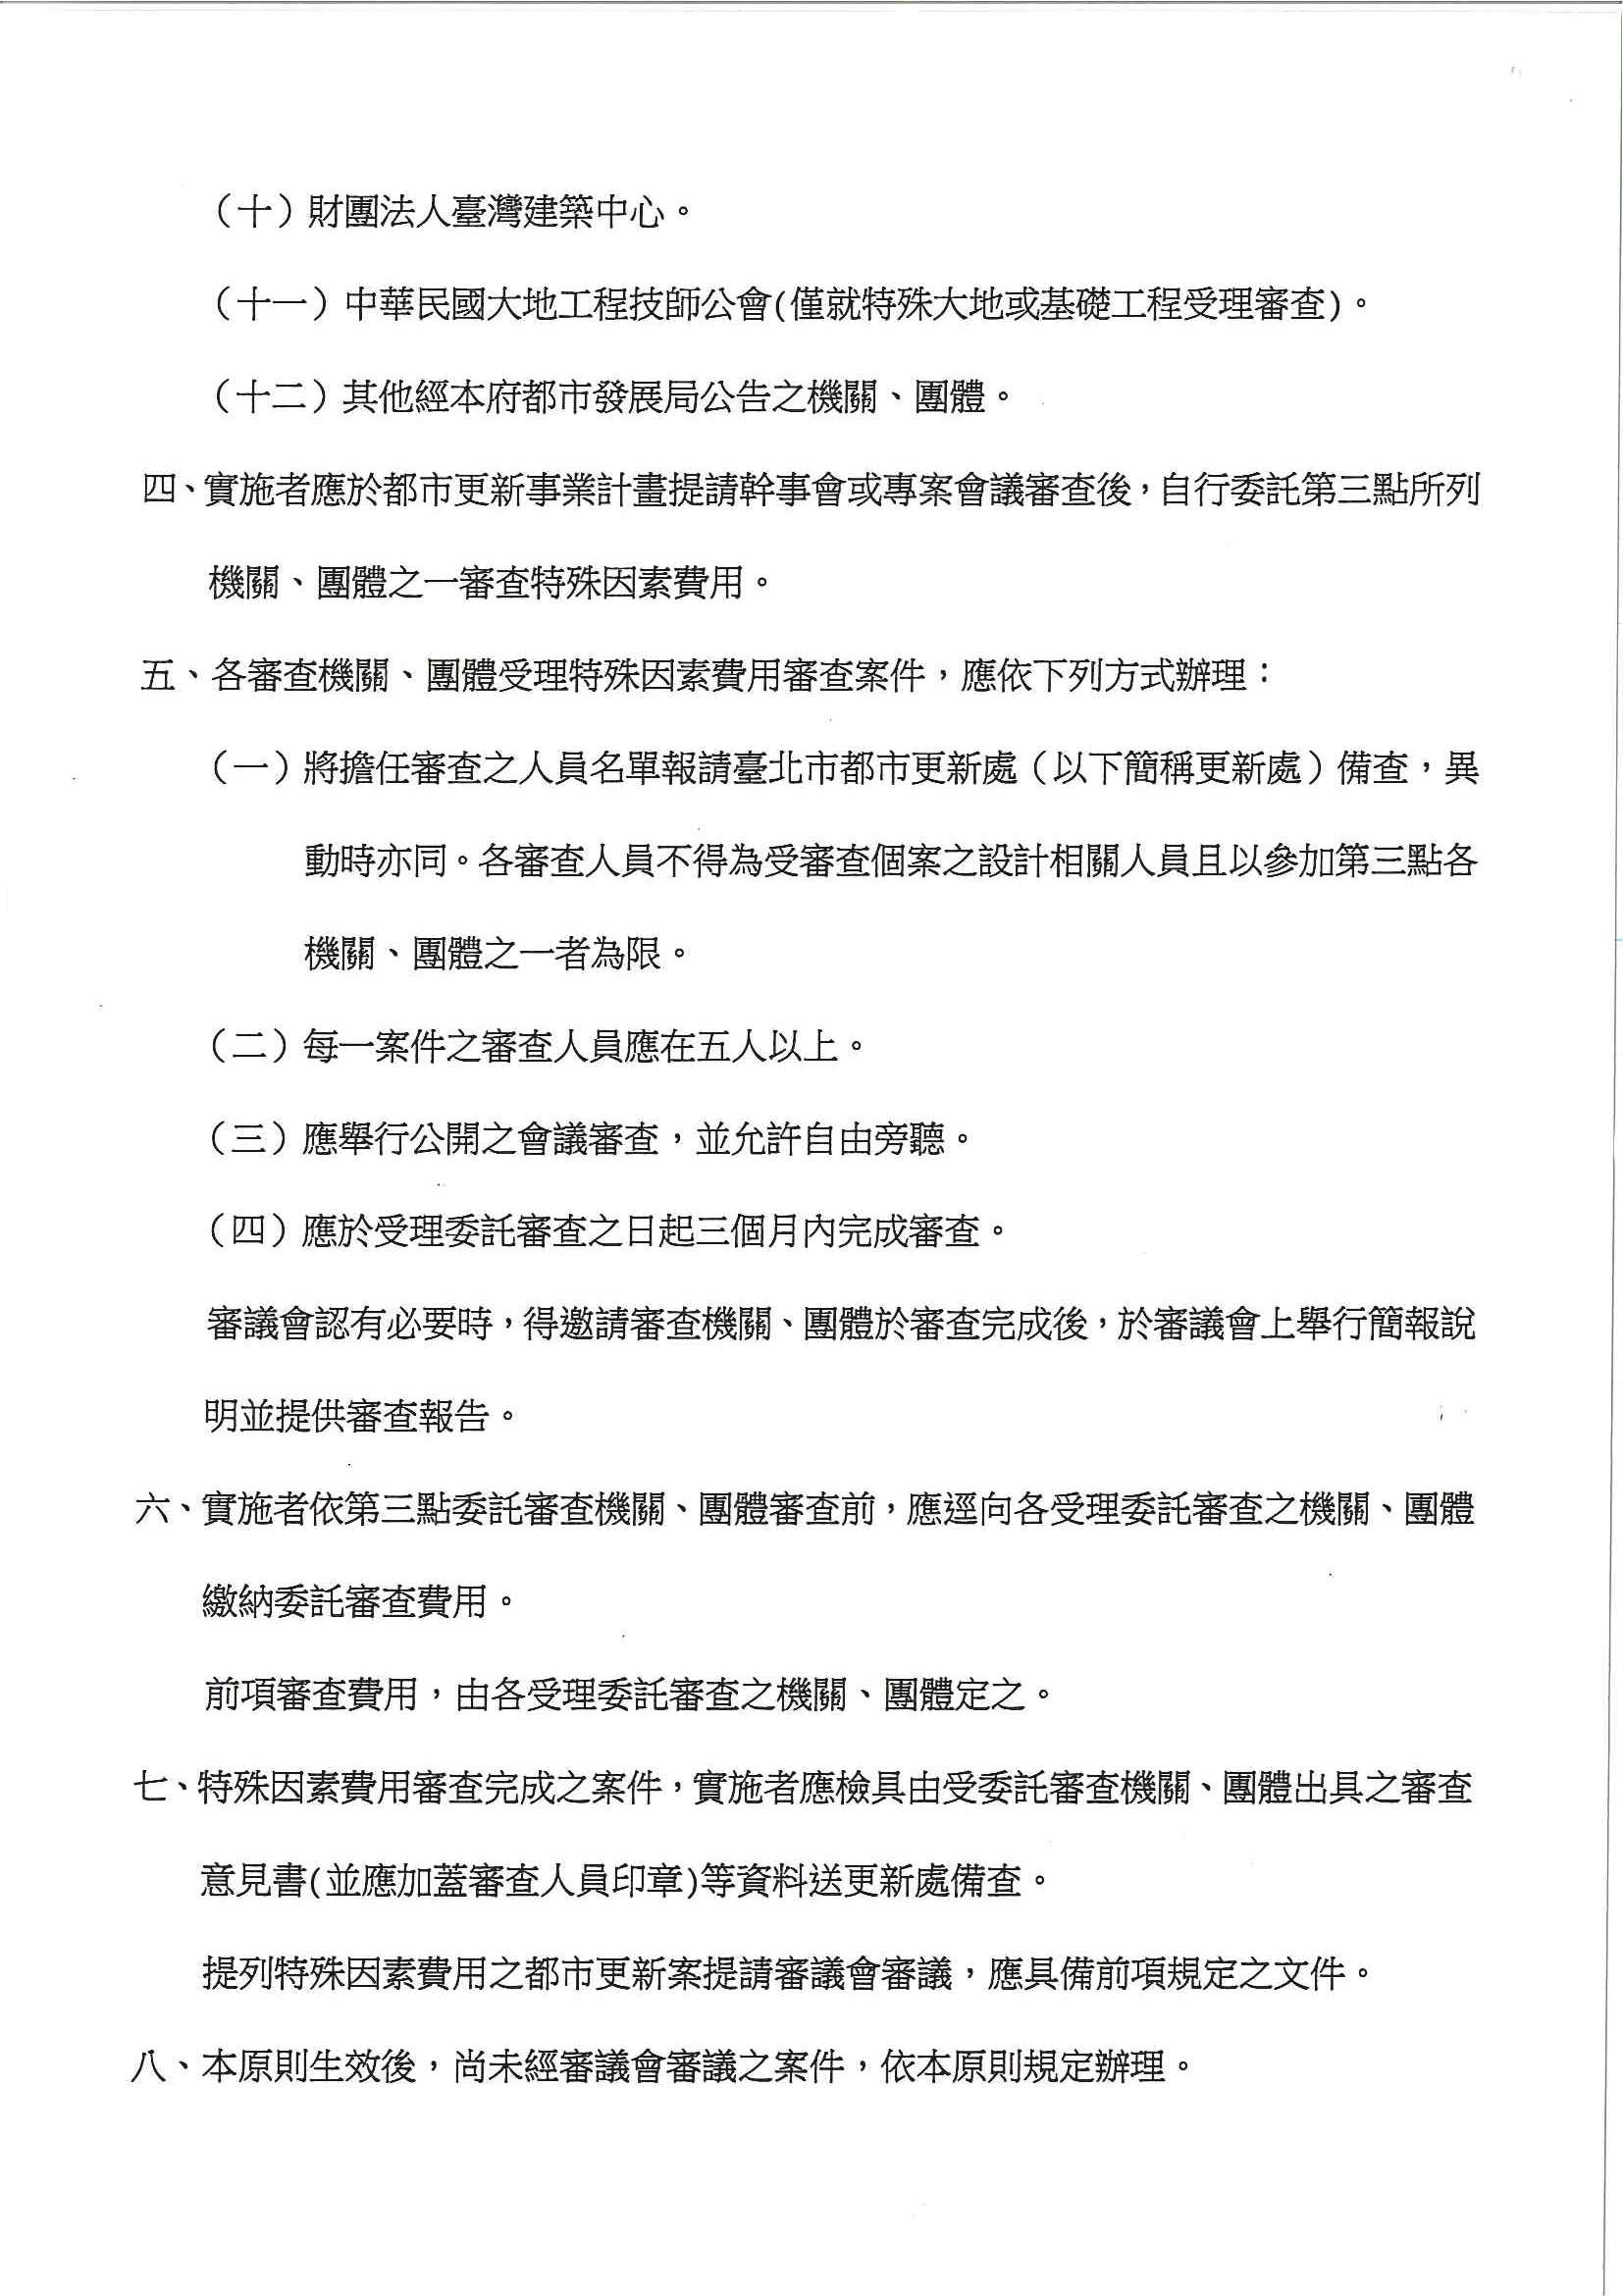 （十）財團法人臺灣建築中心。
（十一）中華民國大地工程技師公會(僅就特殊大地或基礎工程受理審查)。
（十二）其他經本府都市發展局公告之機關、團體。
四、實施者應於都市更新事業計畫提請幹事會或專案會議審查後，自行委託第三點所列
機關、團體之一審查特殊因素費用。
五、各審查機關、團體受理特殊因素費用審查案件，應依下列方式辦理：
（一）將擔任審查之人員名單報請臺北市都市更新處（以下簡稱更新處）備查，異
動時亦同。各審查人員不得為受審查個案之設計相關人員且以參加第三點各
機關、團體之一者為限。
（二）每一案件之審查人員應在五人以上。
（三）應舉行公開之會議審查，並允許自由旁聽。
（四）應於受理委託審查之日起三個月內完成審查。
審議會認有必要時，得邀請審查機關、團體於審查完成後，於審議會上舉行簡報說
明並提供審查報告。
六、實施者依第三點委託審查機關、團體審查前，應逕向各受理委託審查之機關、團體
繳納委託審查費用。
前項審查費用，由各受理委託審查之機關、團體定之。
七、特殊因素費用審查完成之案件，實施者應檢具由受委託審查機關、團體出具之審查
意見書(並應加蓋審查人員印章)等資料送更新處備查。
提列特殊因素費用之都市更新案提請審議會審議，應具備前項規定之文件。
八、本原則生效後，尚未經審議會審議之案件，依本原則規定辦理。